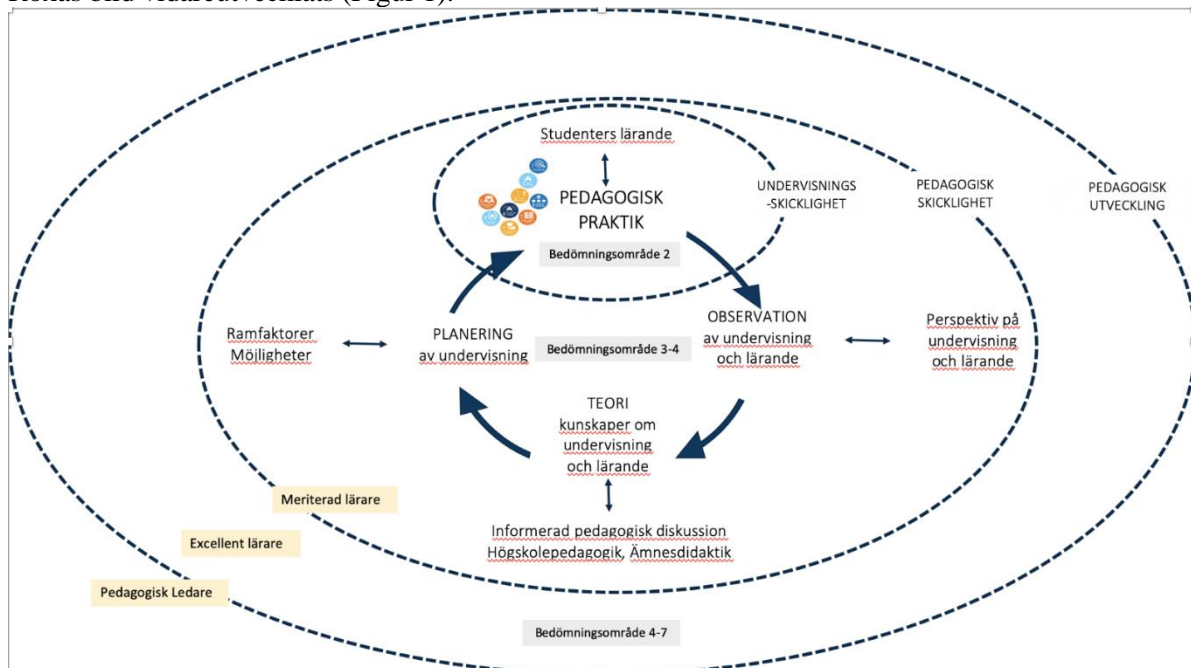 Studenters lärande
PEDAGOGISK
PRAKTIK
Bedömningsområde 2
UNDERVISNINGS
-SKICKLIGHET
PEDAGOGISK
SKICKLIGHET
PEDAGOGISK
UTVECKLING
Ramfaktorer
Möjligheter
PLANERING
av undervisning
Bedömningsområde 3-4
OBSERVATION
av undervisning
och lärande
Perspektiv på
undervisning
och lärande
TEORI
kunskaper om
undervisning
och lärande
Informerad pedagogisk diskussion
Högskolepedagogik, Ämnesdidaktik
Meriterad lärare
Excellent lärare
Pedagogisk Ledare
Bedömningsområde 4-7